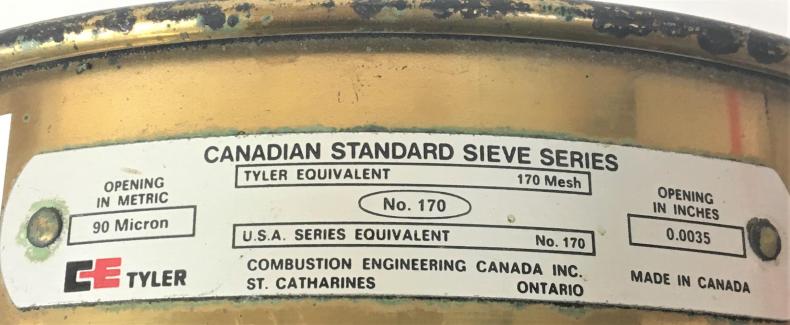 CANADIAN STANDARD SIEVE SERIES
OPENING
IN METRIC
90 Micron
TYLER EQUIVALENT 170 Mesh
No. 170
U.S.A. SERIES EQUIVALENT No. 170
OPENING
IN INCHES
0.0035
CE TYLER
COMBUSTION ENGINEERING CANADA INC.
ST. CATHARINES ONTARIO
MADE IN CANADA